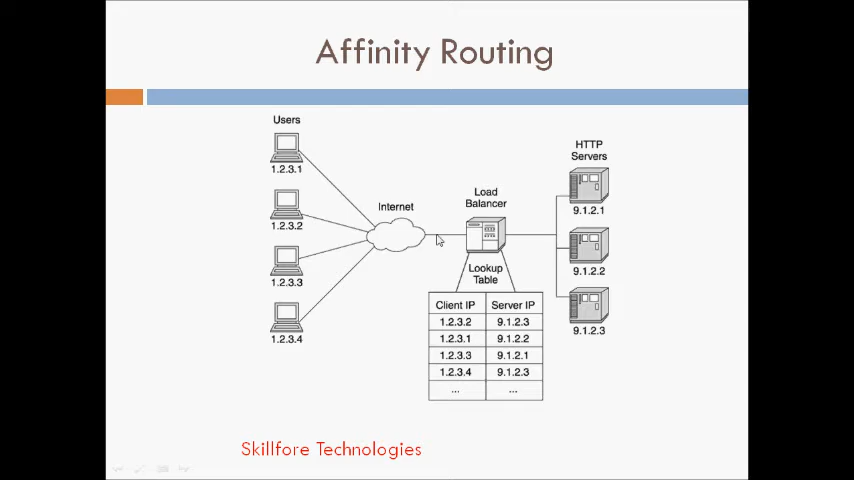 Affinity Routing
Users
1.2.3.1
1.2.3.2
1.2.3.3
1.2.3.4
Internet
Load
Balancer
Lookup
Table
Client IP Server IP
1.2.3.2 9.1.2.3
1.2.3.1 9.1.2.2
1.2.3.3 9.1.2.1
1.2.3.4 9.1.2.3
... ...
HTTP
Servers
9.1.2.1
9.1.2.2
9.1.2.3
Skillfore Technologies